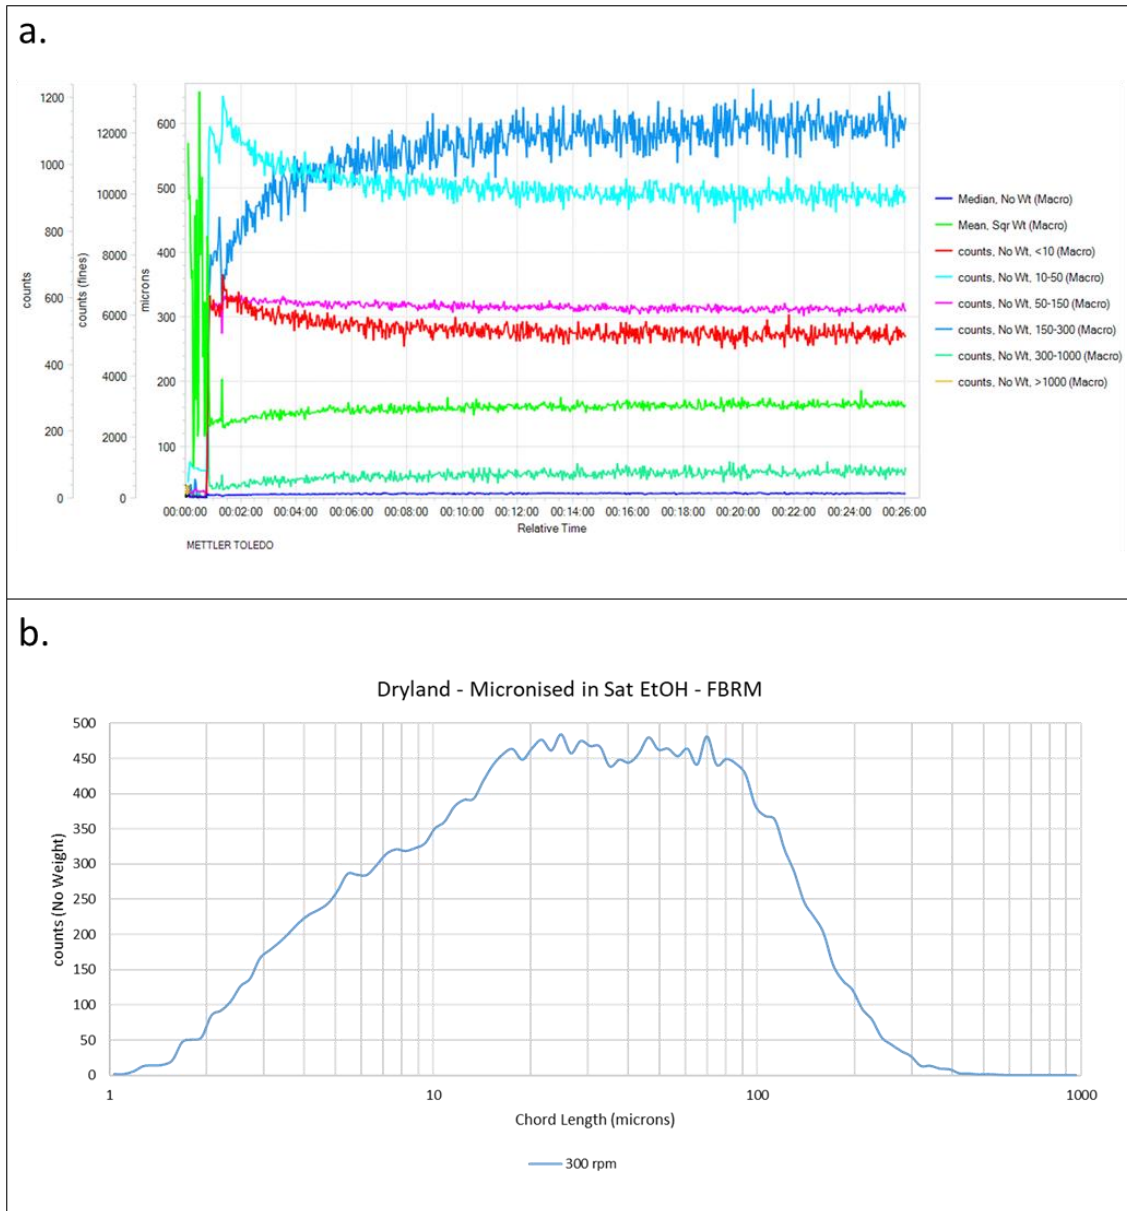 a.
1200
1000
800
600
400
200
0
counts
12000
10000
8000
6000
4000
2000
0
counts (fines)
600
500
400
300
200
100
microns
00:00:00 00:02:00 00:04:00 00:06:00 00:08:00 00:10:00 00:12:00 00:14:00 00:16:00 00:18:00 00:20:00 00:22:00 00:24:00 00:26:00
Relative Time
METTLER TOLEDO
Median, No Wt (Macro)
Mean, Sqr Wt (Macro)
counts, No Wt, <10 (Macro)
counts, No Wt, 10-50 (Macro)
counts, No Wt, 50-150 (Macro)
counts, No Wt, 150-300 (Macro)
counts, No Wt, 300-1000 (Macro)
counts, No Wt, >1000 (Macro)
b.
Dryland - Micronised in Sat EtOH - FBRM
500
450
400
350
300
250
200
150
100
50
0
counts (No Weight)
1 10 100 1000
Chord Length (microns)
300 rpm